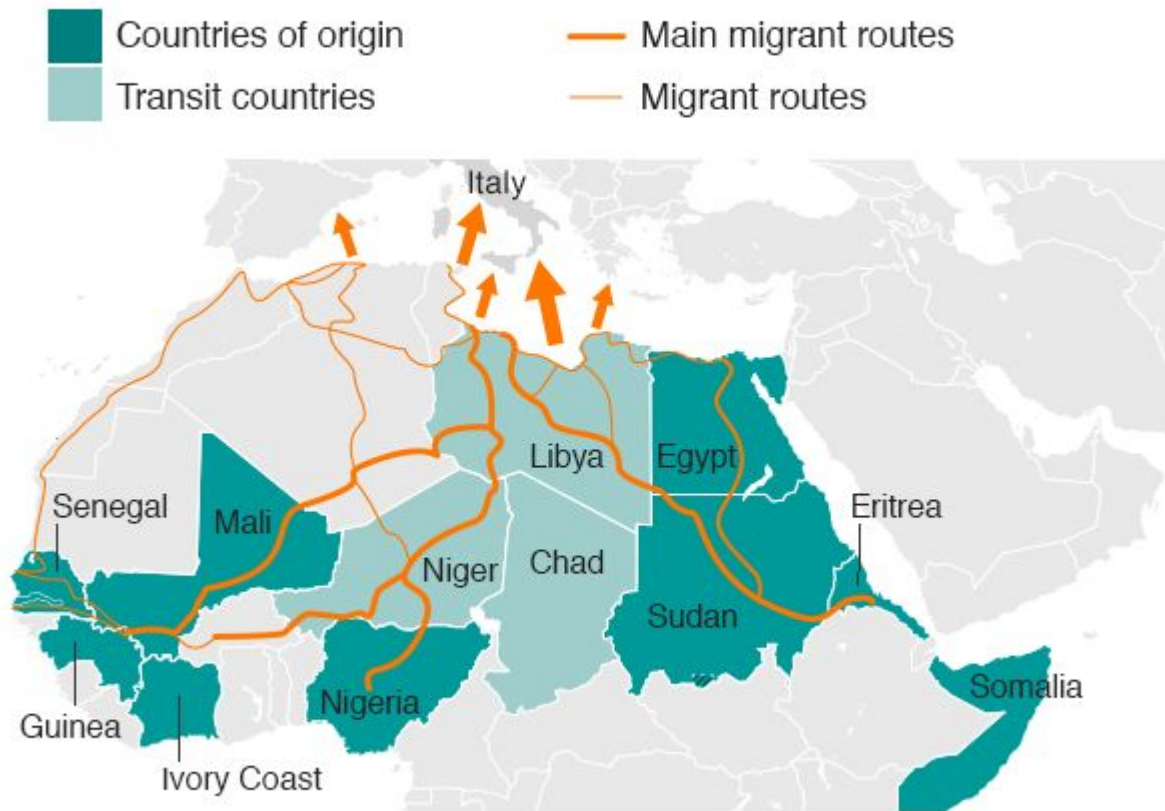 Countries of origin
Main migrant routes
Transit countries
Migrant routes
Italy
Libya
Egypt
Senegal
Mali
Eritrea
Niger
Chad
Sudan
Somalia
Nigeria
Guinea
Ivory Coast